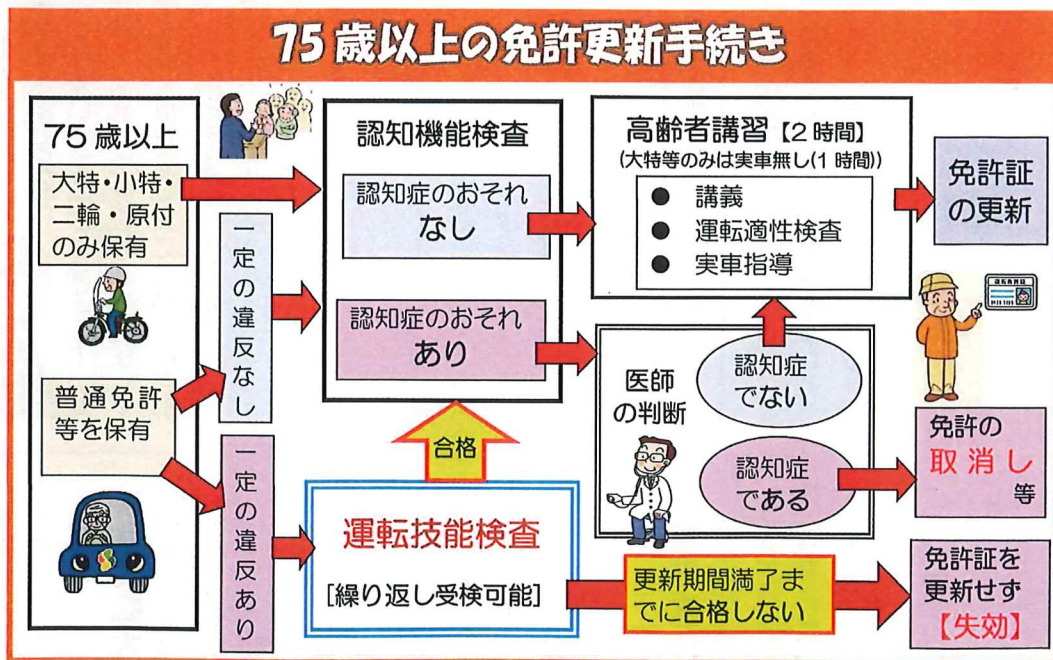 75歳以上の免許更新手続き
75歳以上
大特・小特・
二輪・原付
のみ保有
普通免許
等を保有
一定の違反なし
一定の違反あり
認知機能検査
認知症のおそれ
なし
認知症のおそれ
あり
合格
運転技能検査
[繰り返し受検可能]
高齢者講習【2時間】
(大特等のみは実車無し(1時間))
● 講義
● 運転適性検査
● 実車指導
医師
の判断
認知症
でない
認知症
である
更新期間満了ま
でに合格しない
免許証
の更新
免許の
取消し
等
免許証を
更新せず
【失効】